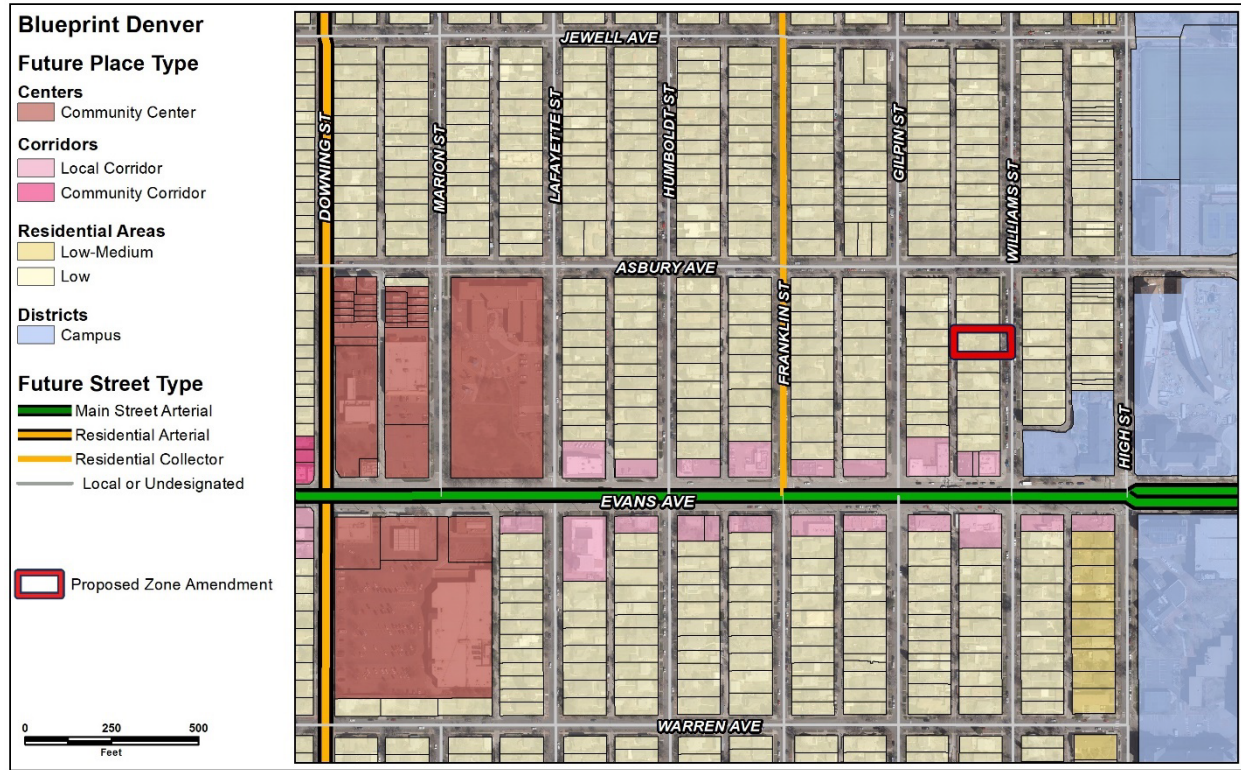 Blueprint Denver
Future Place Type
Centers
Community Center
Corridors
Local Corridor
Community Corridor
Residential Areas
Low-Medium
Low
Districts
Campus
Future Street Type
Main Street Arterial
Residential Arterial
Residential Collector
Local or Undesignated
Proposed Zone Amendment
0 250 500
Feet
JEWELL AVE
DOWNING ST
MARION ST
LAFAYETTE ST
HUMBOLDT ST
GILPIN ST
WILLIAMS ST
ASBURY AVE
FRANKLIN ST
HIGH ST
EVANS AVE
WARREN AVE